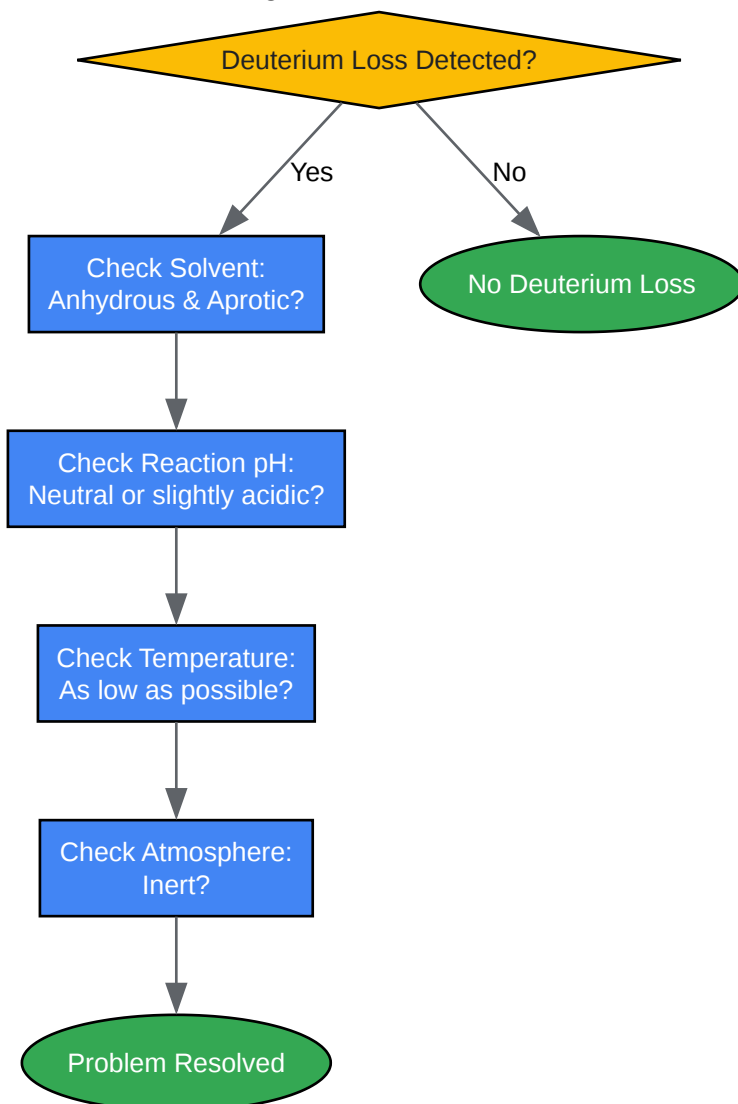 Deuterium Loss Detected?
Yes
No
Check Solvent:
Anhydrous & Aprotic?
No Deuterium Loss
Check Reaction pH:
Neutral or slightly acidic?
Check Temperature:
As low as possible?
Check Atmosphere:
Inert?
Problem Resolved